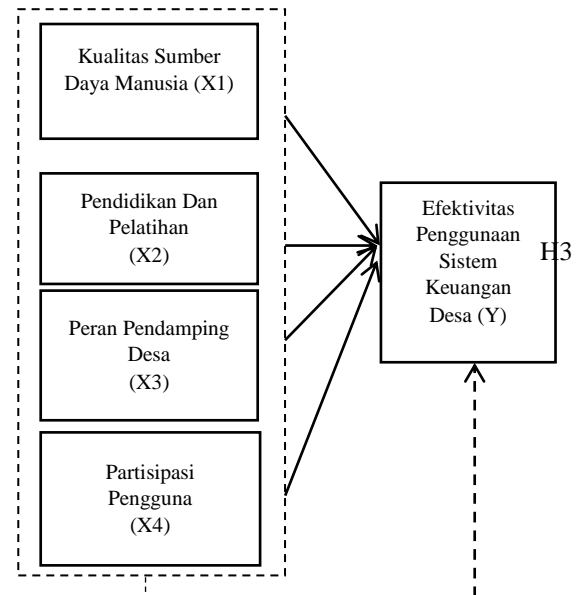 Kualitas Sumber
Daya Manusia (X1)
Pendidikan Dan
Pelatihan
(X2)
Peran Pendamping
Desa
(X3)
Partisipasi
Pengguna
(X4)
Efektivitas
Penggunaan
Sistem
Keuangan
Desa (Y)
H3